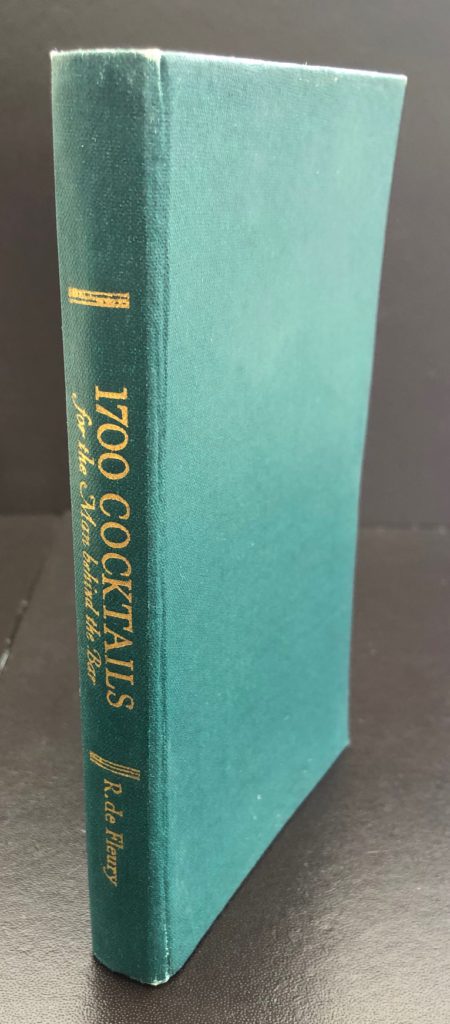 1700 COCKTAILS
for the Man behind the Bar
R. de Fleury